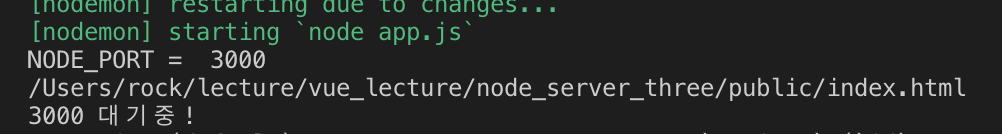 [nodemon] restarting due to changes...
[nodemon] starting `node app.js`
NODE_PORT =  3000
/Users/rock/lecture/vue_lecture/node_server_three/public/index.html
3000 대기중!